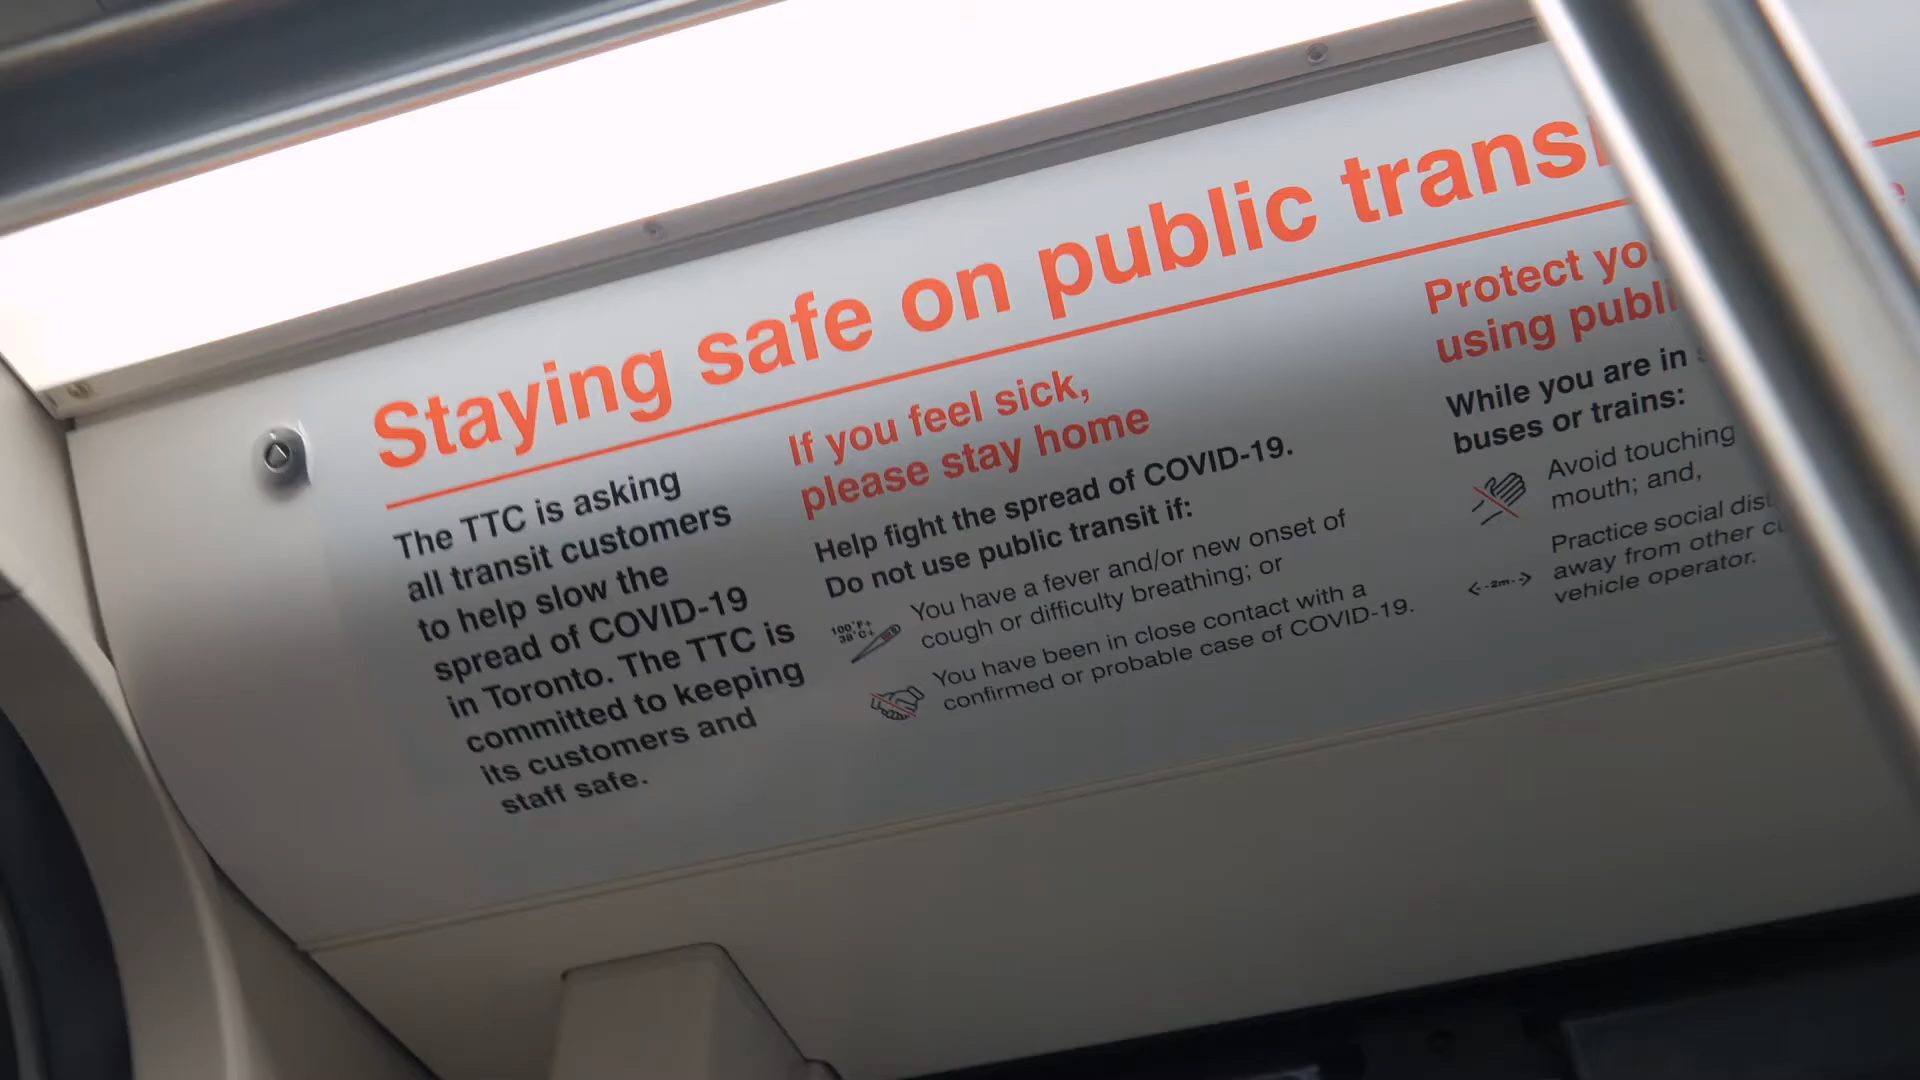 Staying safe on public
The TTC is asking
all transit customers
to help slow the
spread of COVID-19
in Toronto. The TTC is
committed to keeping
its customers and
staff safe.
If you feel sick,
please stay home
Help fight the spread of COVID-19.
Do not use public transit if:
100°F+
38°C+
You have a fever and/or new onset of
cough or difficulty breathing; or
You have been in close contact with a
confirmed or probable case of COVID-19.
Protect
using
While you are in
buses or trains:
Avoid touching
mouth; and,
2m
Practice social
away from other
vehicle operator.